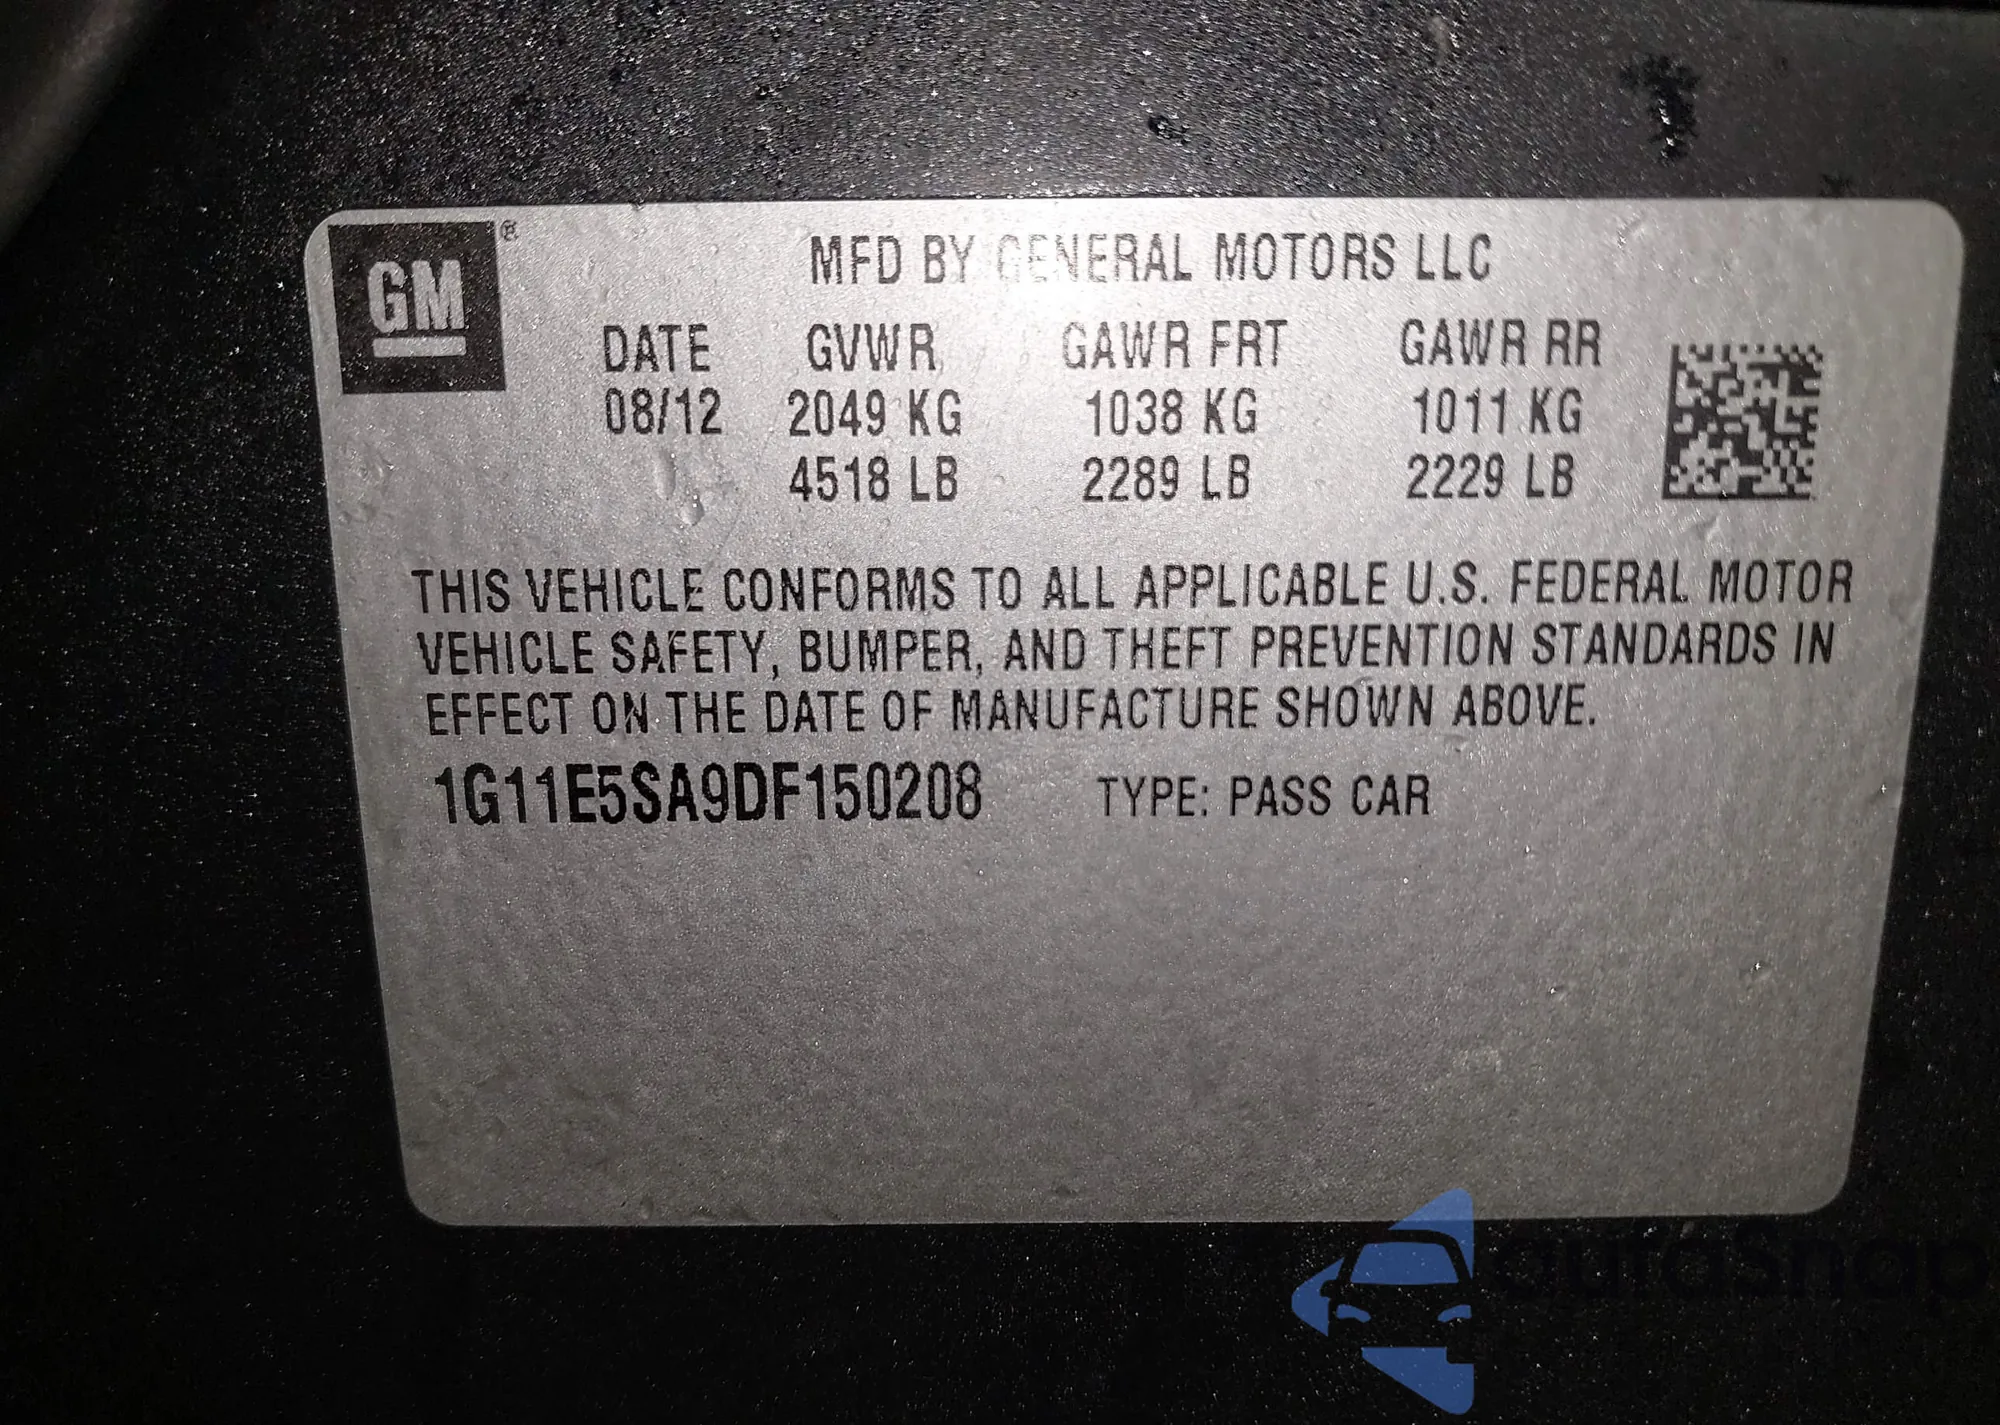 GM ®
MFD BY GENERAL MOTORS LLC
DATE GVWR GAWR FRT GAWR RR
08/12 2049 KG 1038 KG 1011 KG
4518 LB 2289 LB 2229 LB
THIS VEHICLE CONFORMS TO ALL APPLICABLE U.S. FEDERAL MOTOR
VEHICLE SAFETY, BUMPER, AND THEFT PREVENTION STANDARDS IN
EFFECT ON THE DATE OF MANUFACTURE SHOWN ABOVE.
1G11E5SA9DF150208 TYPE: PASS CAR
autoSnap